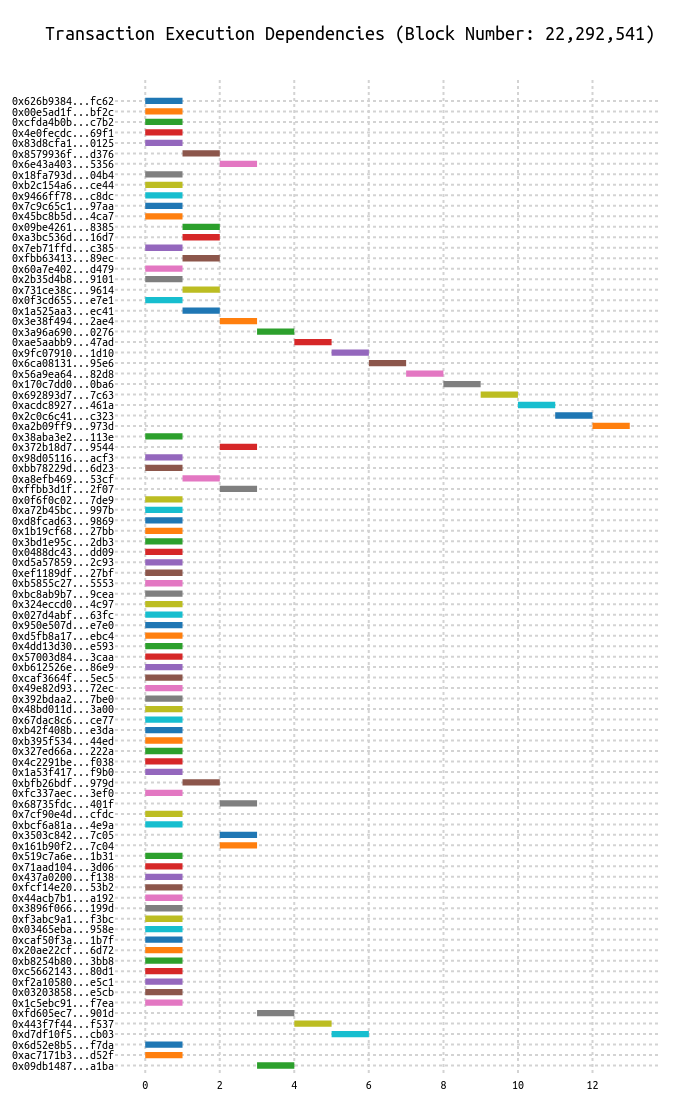 Transaction Execution Dependencies (Block Number: 22,292,541)
0x626b9384...fc62
0x00e5ad1f...bf2c
0xcfda4b0b...c7b2
0x4e0fecdc...69f1
0x83d8cfa1...0125
0x8579936f...d376
0x6e43a403...5356
0x18fa793d...04b4
0xb2c154a6...ce44
0x9466ff78...c8dc
0x7c9c65c1...97aa
0x45bc8b5d...4ca7
0x09be4261...8385
0xa3bc536d...16d7
0x7eb71ffd...c385
0xfbb63413...89ec
0x60a7e402...d479
0x2b35d4b8...9101
0x731ce38c...9614
0x0f3cd655...e7e1
0x1a525aa3...ec41
0x3e38f494...2ae4
0x3a96a690...0276
0xae5aabb9...47ad
0x9fc07910...1d10
0x6ca08131...95e6
0x56a9ea64...82d8
0x170c7dd0...0ba6
0x692893d7...7c63
0xacdc8927...461a
0x2c0c6c41...c323
0xa2b09ff9...973d
0x38aba3e2...113e
0x372b18d7...9544
0x98d05116...acf3
0xbb78229d...6d23
0xa8efb469...53cf
0xffbb3d1f...2f07
0x0f6f0c02...7de9
0xa72b45bc...997b
0xd8fcad63...9869
0x1b19cf68...27bb
0x3bd1e95c...2db3
0x0488dc43...dd09
0xd5a57859...2c93
0xef1189df...27bf
0xb5855c27...5553
0xbc8ab9b7...9cea
0x324eccd0...4c97
0x027d4abf...63fc
0x950e507d...e7e0
0xd5fb8a17...ebc4
0x4dd13d30...e593
0x57003d84...3caa
0xb612526e...86e9
0xcaf3664f...5ec5
0x49e82d93...72ec
0x392bdaa2...7be0
0x48bd011d...3a00
0x67dac8c6...ce77
0xb42f408b...e3da
0xb395f534...44ed
0x327ed66a...222a
0x4c2291be...f038
0x1a53f417...f9b0
0xbfb26bdf...979d
0xfc337aec...3ef0
0x68735fdc...401f
0x7cf90e4d...cfdc
0xbcf6a81a...4e9a
0x3503c842...7c05
0x161b90f2...7c04
0x519c7a6e...1b31
0x71aad104...3d06
0x437a0200...f138
0xfcf14e20...53b2
0x44acb7b1...a192
0x3896f066...199d
0xf3abc9a1...f3bc
0x03465eba...958e
0xcaf50f3a...1b7f
0x20ae22cf...6d72
0xb8254b80...3bb8
0xc5662143...80d1
0xf2a10580...e5c1
0x03203858...e5cb
0x1c5ebc91...f7ea
0xfd605ec7...901d
0x443f7f44...f537
0xd7df10f5...cb03
0x6d52e8b5...f7da
0xac7171b3...d52f
0x09db1487...a1ba
0 2 4 6 8 10 12